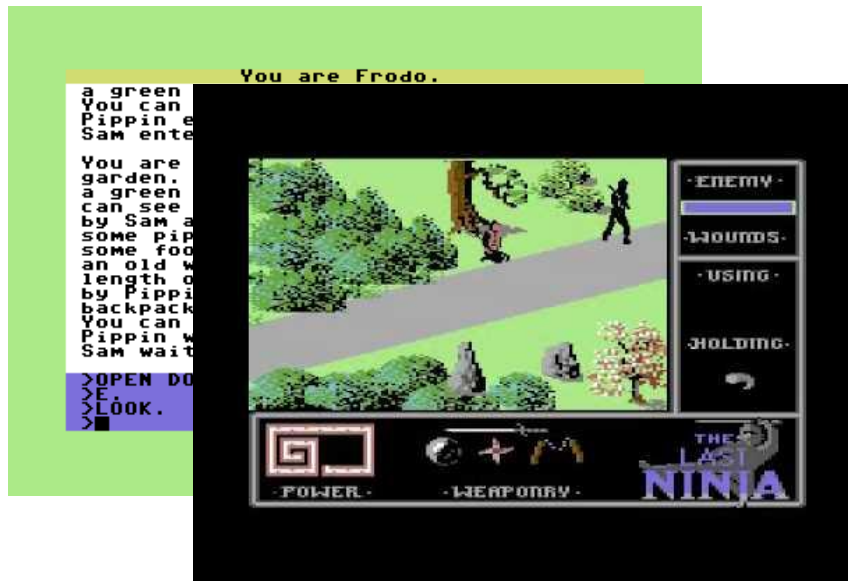 You are Frodo.
a green
You can
Pippin e
Sam ente
You are
garden.
a green
can see
by Sam a
some pip
some foo
an old w
length o
by Pippi
backpack
You can
Pippin w
Sam wait
>OPEN DO
>E.
>LOOK.
>
·ENEMY·
·WOUNDS·
·USING·
·HOLDING·
·POWER·
·WEAPONRY·
THE
LAST
NINJA